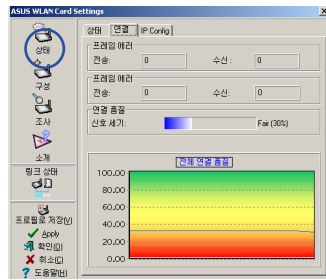 ASUS WLAN Card Settings
상태
구성
조사
소개
링크 상태
프로필로 저장(V)
Apply
확인(O)
취소(C)
도움말(H)
상태 연결 IP Config
프레임 에러
전송: 0 수신 : 0
프레임 에러
전송: 0 수신: 0
연결 품질
신호 세기: Fair (30%)
전체 연결 품질
100.00
80.00
60.00
40.00
20.00
0.00